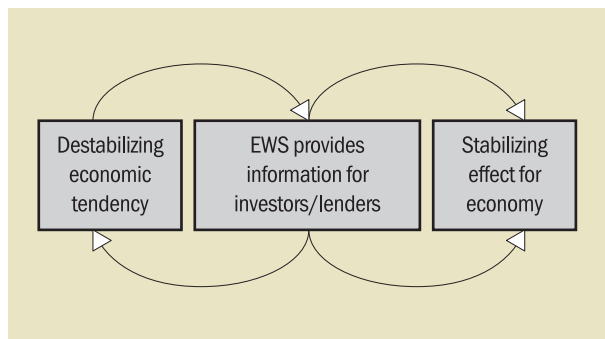 Destabilizing
economic
tendency
EWS provides
information for
investors/lenders
Stabilizing
effect for
economy